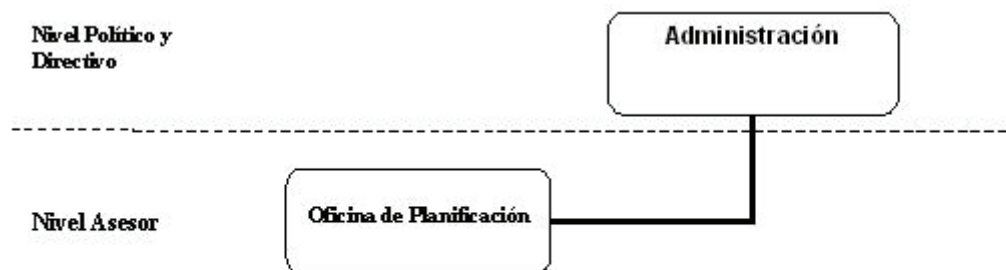 Nivel Político y
Directivo
Administración
Nivel Asesor
Oficina de Planificación